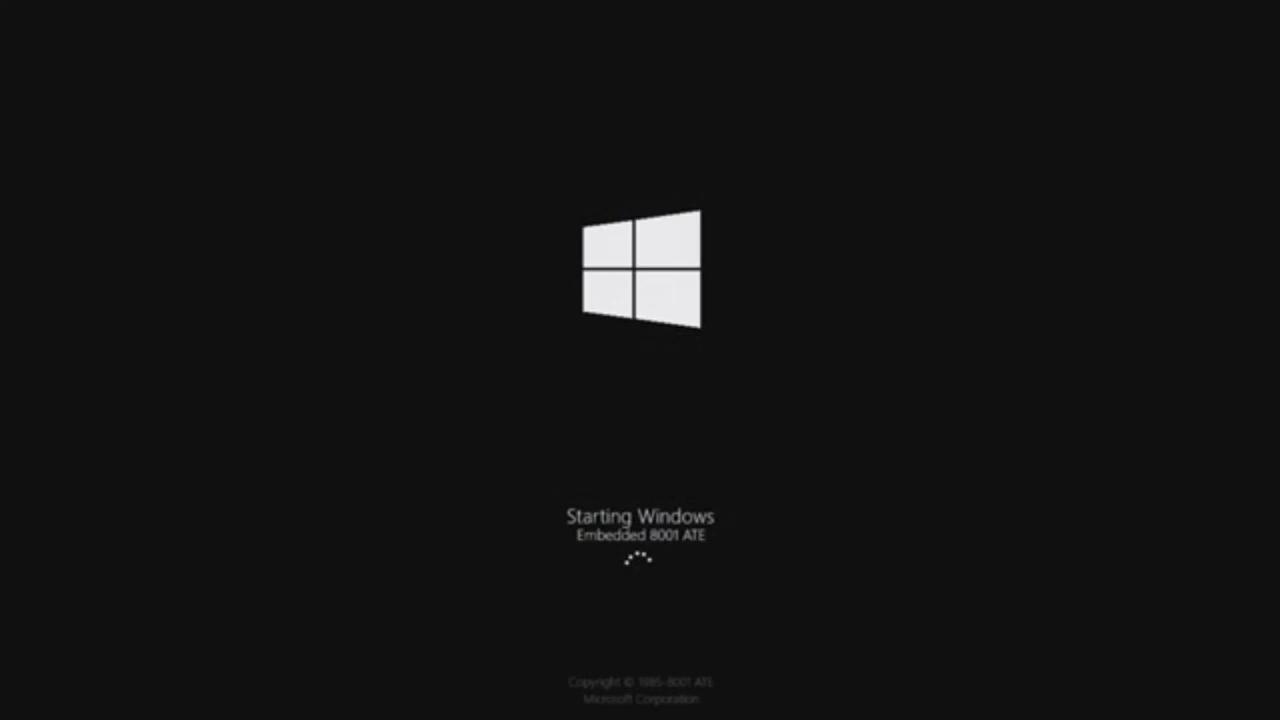 Starting Windows
Embedded 8001 ATE
Copyright © 1985-8001 ATE
Microsoft Corporation